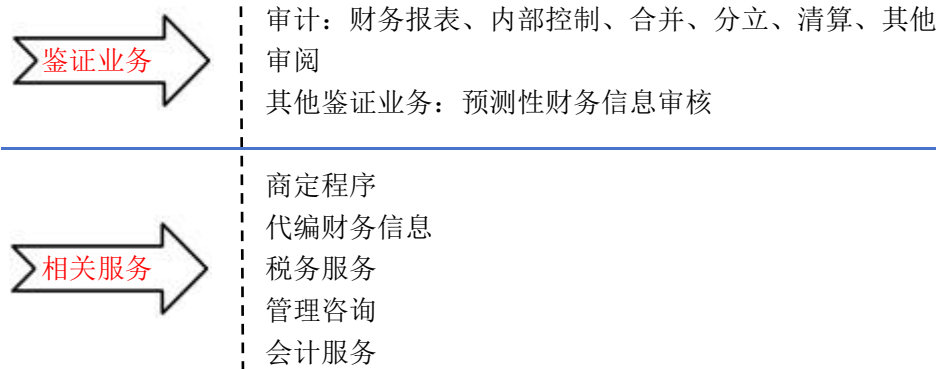 鉴证业务
审计：财务报表、内部控制、合并、分立、清算、其他
审阅
其他鉴证业务：预测性财务信息审核
相关服务
商定程序
代编财务信息
税务服务
管理咨询
会计服务